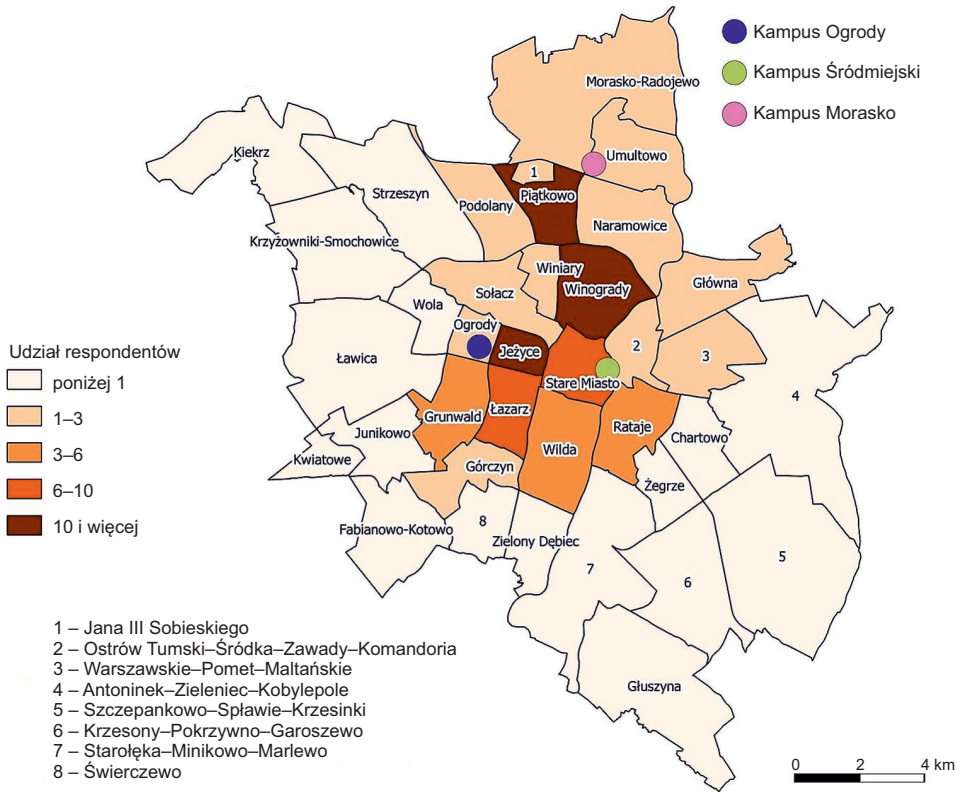 Kampus Ogrody
Kampus Śródmiejski
Kampus Morasko
Morasko-Radojewo
Kiekrz
Umultowo
1
Strzeszyn
Piątkowo
Podolany
Naramowice
Krzyżowniki-Smochowice
Winiary
Główna
Winogrady
Sołacz
Wola
Ogrody
Udział respondentów
poniżej 1
1–3
3–6
6–10
10 i więcej
Ławica
Jeżyce
2
3
Stare Miasto
4
Grunwald
Łazarz
Rataje
Junikowo
Chartowo
Wilda
Kwiatowe
Górczyn
Żegrze
Fabianowo-Kotowo
8
Zielony Dębiec
5
7
6
Głuszyna
1 – Jana III Sobieskiego
2 – Ostrów Tumski–Śródka–Zawady–Komandoria
3 – Warszawskie–Pomet–Maltańskie
4 – Antoninek–Zieleniec–Kobylepole
5 – Szczepankowo–Spławie–Krzesinki
6 – Krzesony–Pokrzywno–Garoszewo
7 – Starołęka–Minikowo–Marlewo
8 – Świerczewo
0 2 4 km